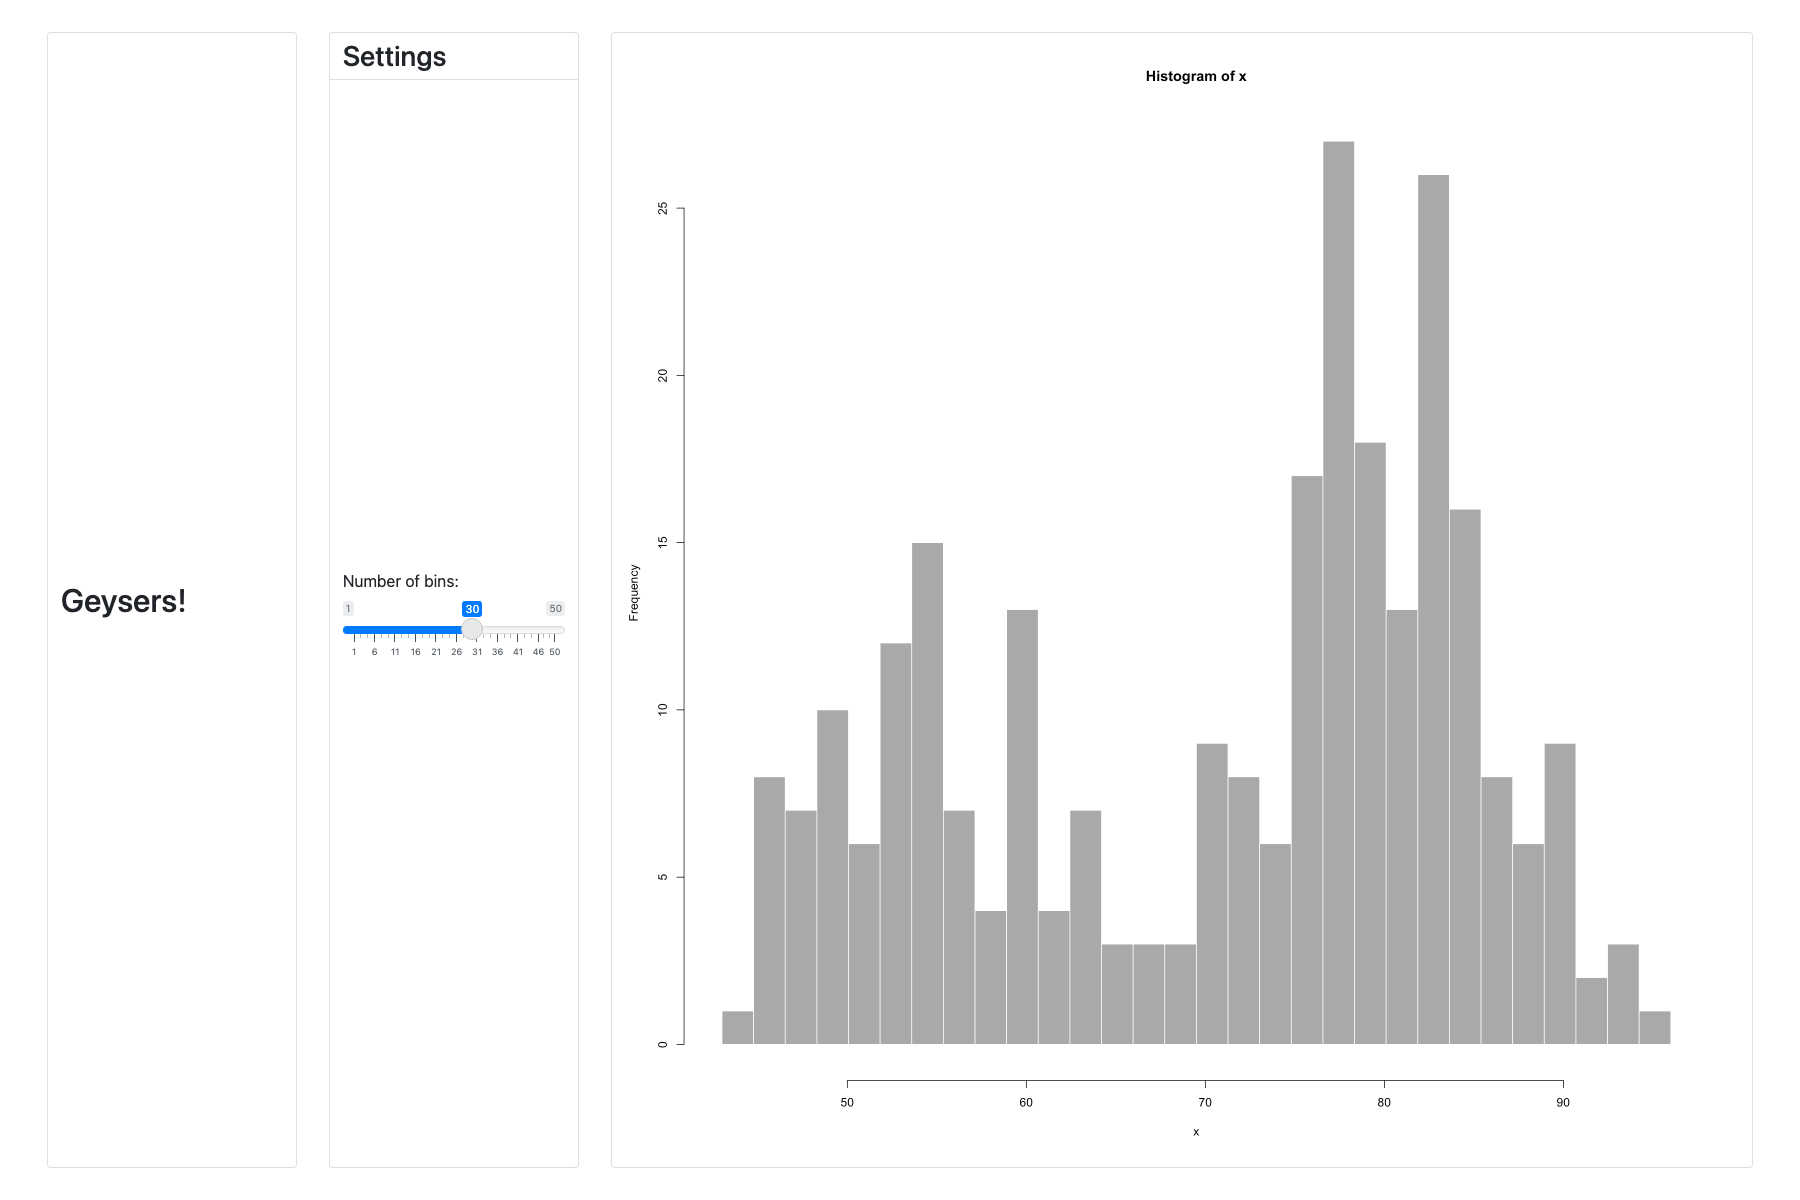 Geysers!
Settings
Number of bins:
1 30 50
1 6 11 16 21 26 31 36 41 46 50
Histogram of x
Frequency
25
20
15
10
5
0
50 60 70 80 90
x